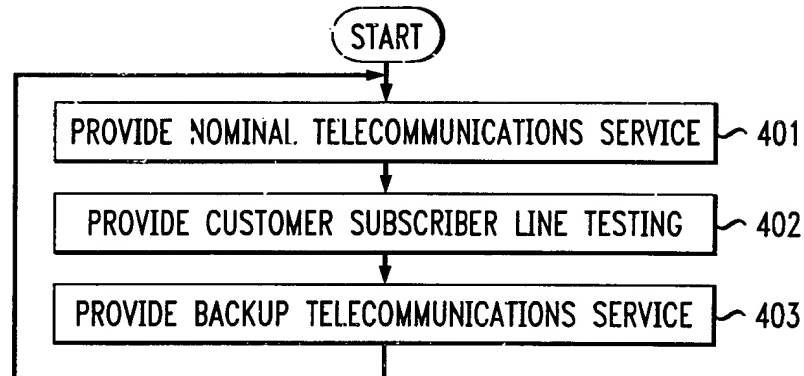 START
PROVIDE NOMINAL TELECOMMUNICATIONS SERVICE 401
PROVIDE CUSTOMER SUBSCRIBER LINE TESTING 402
PROVIDE BACKUP TELECOMMUNICATIONS SERVICE 403